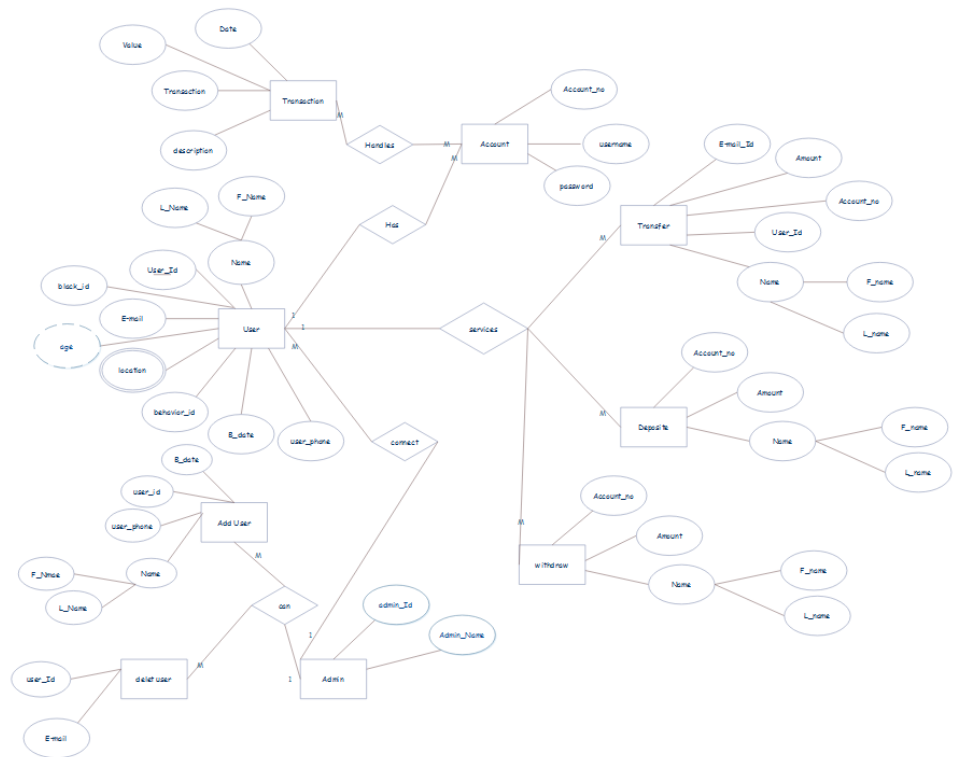 Date
Value
Transaction
Transaction
description
M
Handles
M
M
Account
Account_no
username
password
Has
L_Name
F_Name
Name
User_Id
black_id
E-mail
age
location
behavior_id
B_date
user_phone
User
1
1
M
services
M
M
M
E-mail_Id
Amount
Account_no
User_Id
Name
F_name
L_name
Transfer
Account_no
Amount
Name
F_name
L_name
Deposite
Account_no
Amount
Name
F_name
L_name
withdraw
connect
B_date
user_id
user_phone
Name
F_Nmae
L_Name
Add User
M
can
M
1
1
admin_Id
Admin_Name
Admin
user_Id
E-mail
delet user